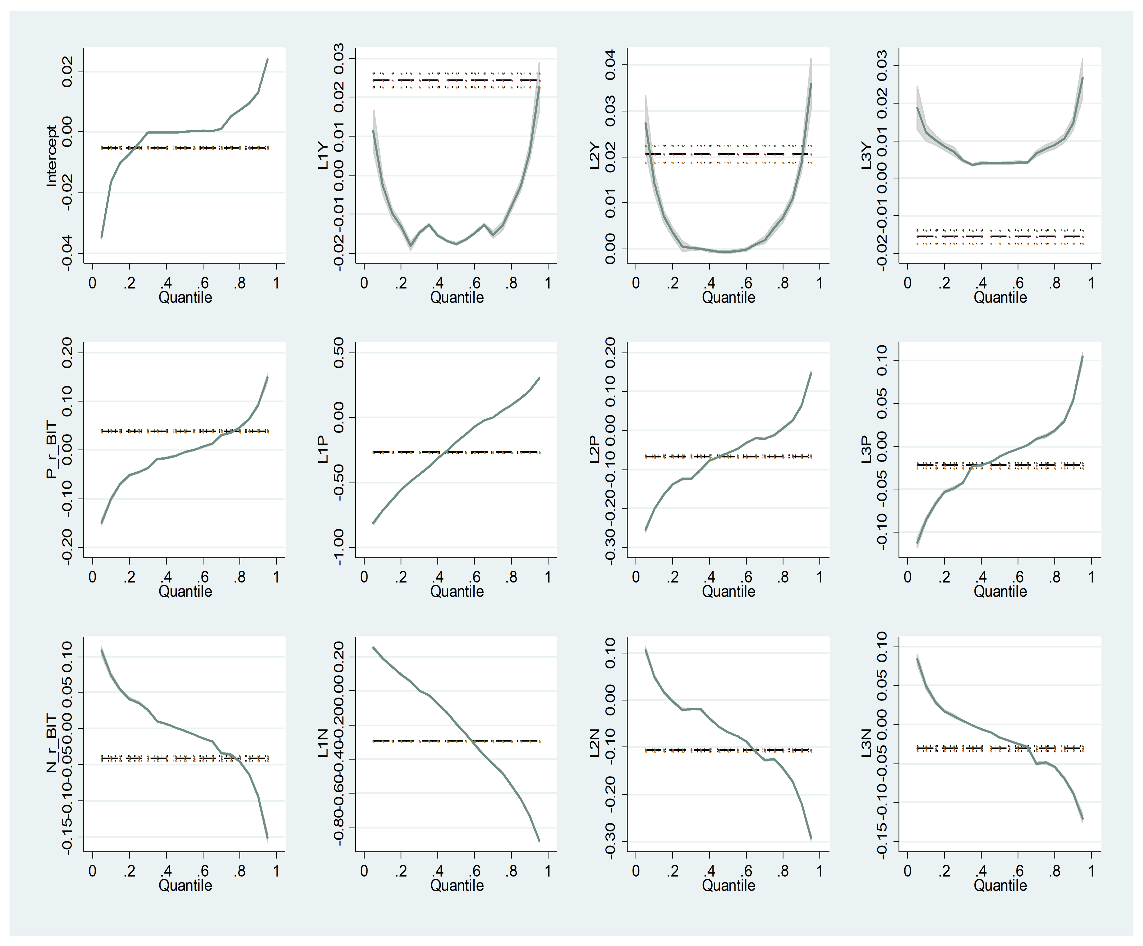 -0.04 -0.02 0.00 0.02
Intercept
0 .2 .4 .6 .8 1
Quantile
-0.02 -0.01 0.00 0.01 0.02 0.03
L1Y
0 .2 .4 .6 .8 1
Quantile
0.00 0.01 0.02 0.03 0.04
L2Y
0 .2 .4 .6 .8 1
Quantile
-0.02 -0.01 0.00 0.01 0.02 0.03
L3Y
0 .2 .4 .6 .8 1
Quantile
-0.20 -0.10 0.00 0.10 0.20
P_r_BIT
0 .2 .4 .6 .8 1
Quantile
-1.00 -0.50 0.00 0.50
L1P
0 .2 .4 .6 .8 1
Quantile
-0.30 -0.20 -0.10 0.00 0.10 0.20
L2P
0 .2 .4 .6 .8 1
Quantile
-0.10 -0.05 0.00 0.05 0.10
L3P
0 .2 .4 .6 .8 1
Quantile
-0.15 -0.10 -0.05 0.00 0.05 0.10
N_r_BIT
0 .2 .4 .6 .8 1
Quantile
-0.80 -0.60 -0.40 -0.20 0.00 0.20
L1N
0 .2 .4 .6 .8 1
Quantile
-0.30 -0.20 -0.10 0.00 0.10
L2N
0 .2 .4 .6 .8 1
Quantile
-0.15 -0.10 -0.05 0.00 0.05 0.10
L3N
0 .2 .4 .6 .8 1
Quantile